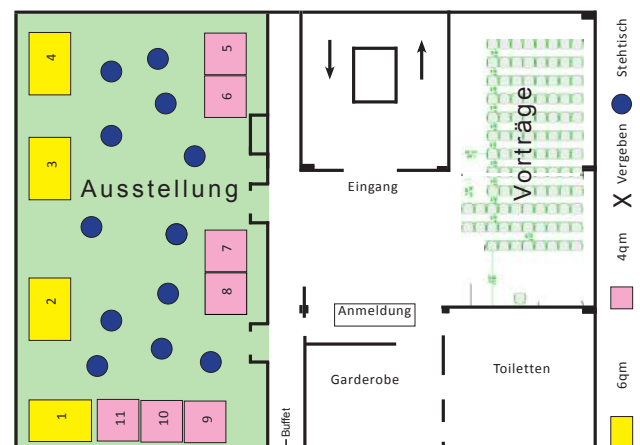 4
5
6
3
Ausstellung
7
8
2
1
11
10
9
Eingang
Vorträge
Anmeldung
Garderobe
Toiletten
Buffet
Stehtisch
X Vergeben
4qm
6qm